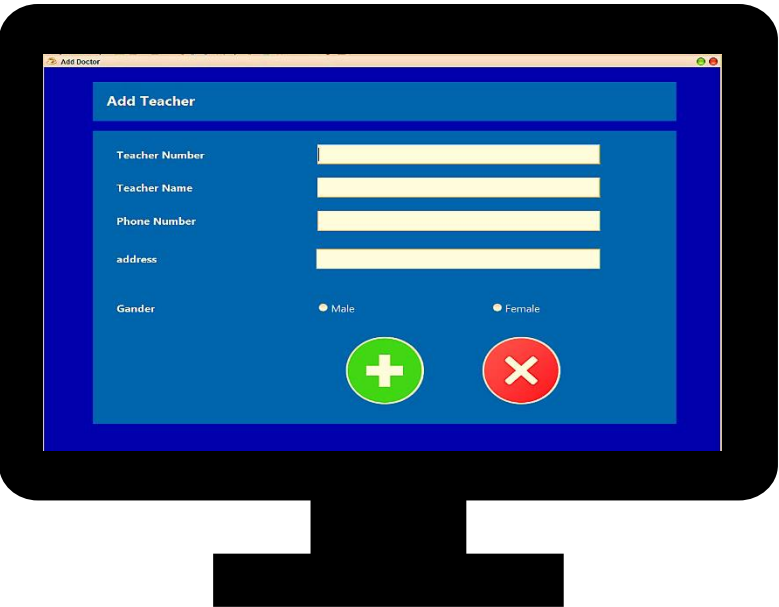 Add Doctor
Add Teacher
Teacher Number
Teacher Name
Phone Number
address
Gander
Male Female